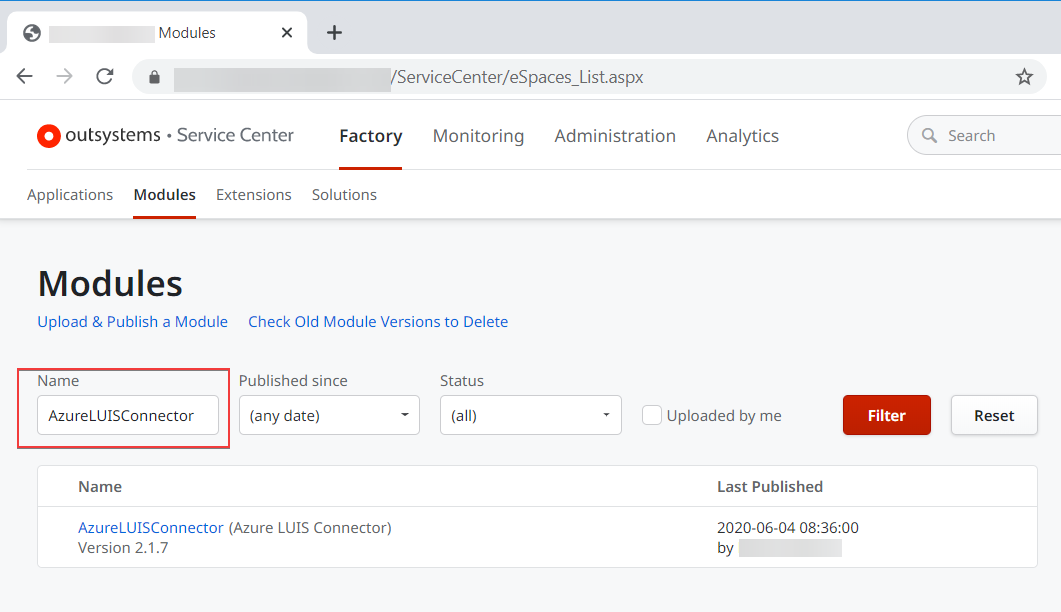 Modules
/ServiceCenter/eSpaces_List.aspx
outsystems • Service Center Factory Monitoring Administration Analytics Search
Applications Modules Extensions Solutions
Modules
Upload & Publish a Module Check Old Module Versions to Delete
Name Published since Status
AzureLUISConnector (any date) (all) Uploaded by me Filter Reset
Name Last Published
AzureLUISConnector (Azure LUIS Connector) 2020-06-04 08:36:00
Version 2.1.7 by